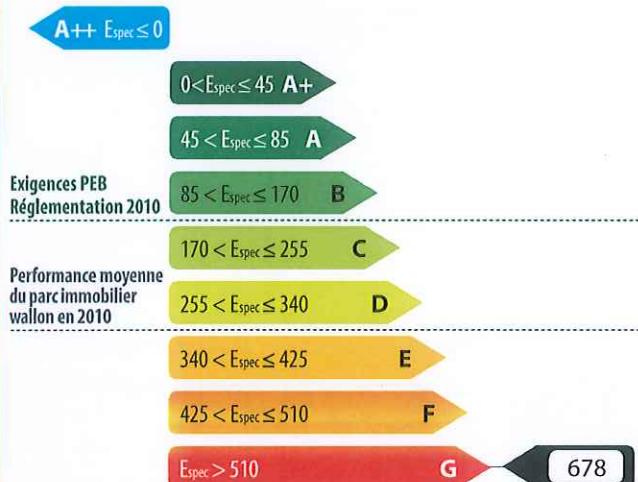 A++ Espec ≤ 0
0 < Espec ≤ 45 A+
45 < Espec ≤ 85 A
Exigences PEB
Réglementation 2010
85 < Espec ≤ 170 B
170 < Espec ≤ 255 C
Performance moyenne
du parc immobilier
wallon en 2010
255 < Espec ≤ 340 D
340 < Espec ≤ 425 E
425 < Espec ≤ 510 F
Espec > 510 G 678